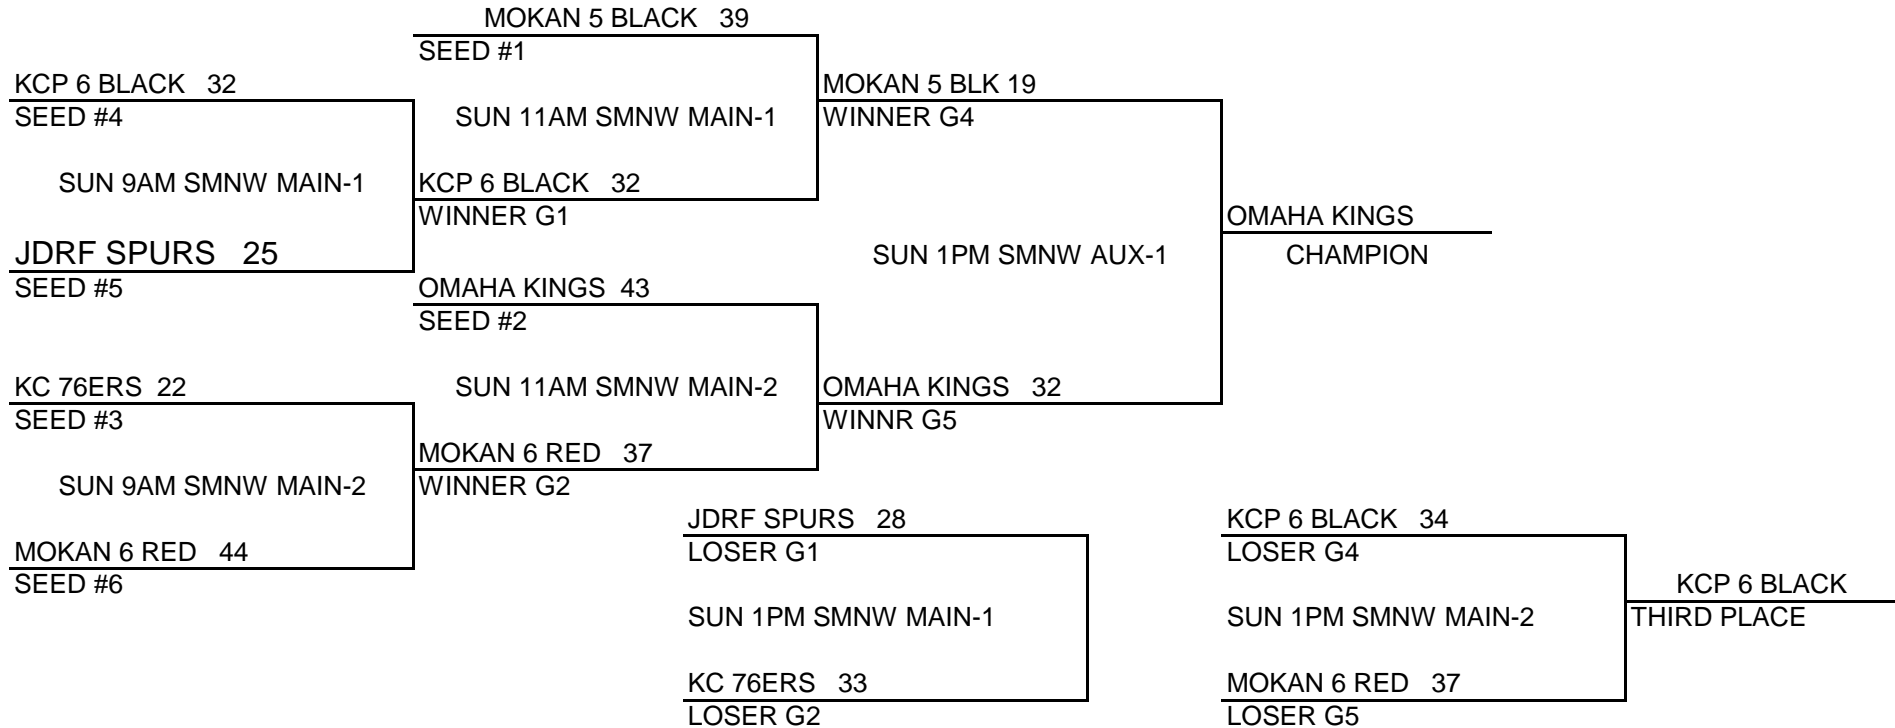 MOKAN 5 BLACK 39
SEED #1
KCP 6 BLACK 32
SEED #4
SUN 9AM SMNW MAIN-1
JDRF SPURS 25
SEED #5
SUN 11AM SMNW MAIN-1
KCP 6 BLACK 32
WINNER G1
MOKAN 5 BLK 19
WINNER G4
OMAHA KINGS 43
SEED #2
KC 76ERS 22
SEED #3
SUN 9AM SMNW MAIN-2
MOKAN 6 RED 44
SEED #6
SUN 11AM SMNW MAIN-2
MOKAN 6 RED 37
WINNER G2
OMAHA KINGS 32
WINNR G5
SUN 1PM SMNW AUX-1
OMAHA KINGS
CHAMPION
JDRF SPURS 28
LOSER G1
SUN 1PM SMNW MAIN-1
KC 76ERS 33
LOSER G2
KCP 6 BLACK 34
LOSER G4
SUN 1PM SMNW MAIN-2
MOKAN 6 RED 37
LOSER G5
KCP 6 BLACK
THIRD PLACE